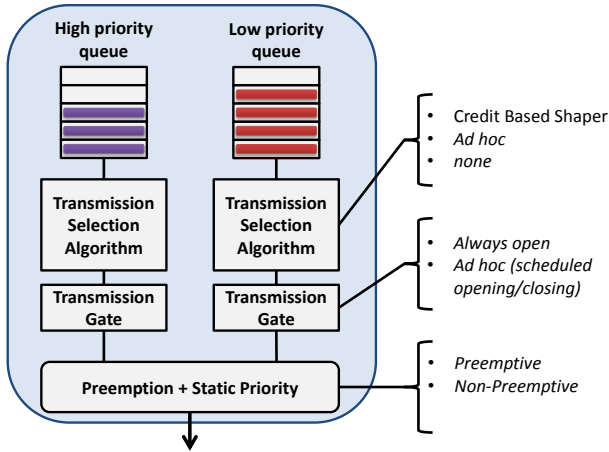 High priority
queue
Low priority
queue
Transmission
Selection
Algorithm
Transmission
Selection
Algorithm
Transmission
Gate
Transmission
Gate
Preemption + Static Priority
• Credit Based Shaper
• Ad hoc
• none
• Always open
• Ad hoc (scheduled
opening/closing)
• Preemptive
• Non-Preemptive